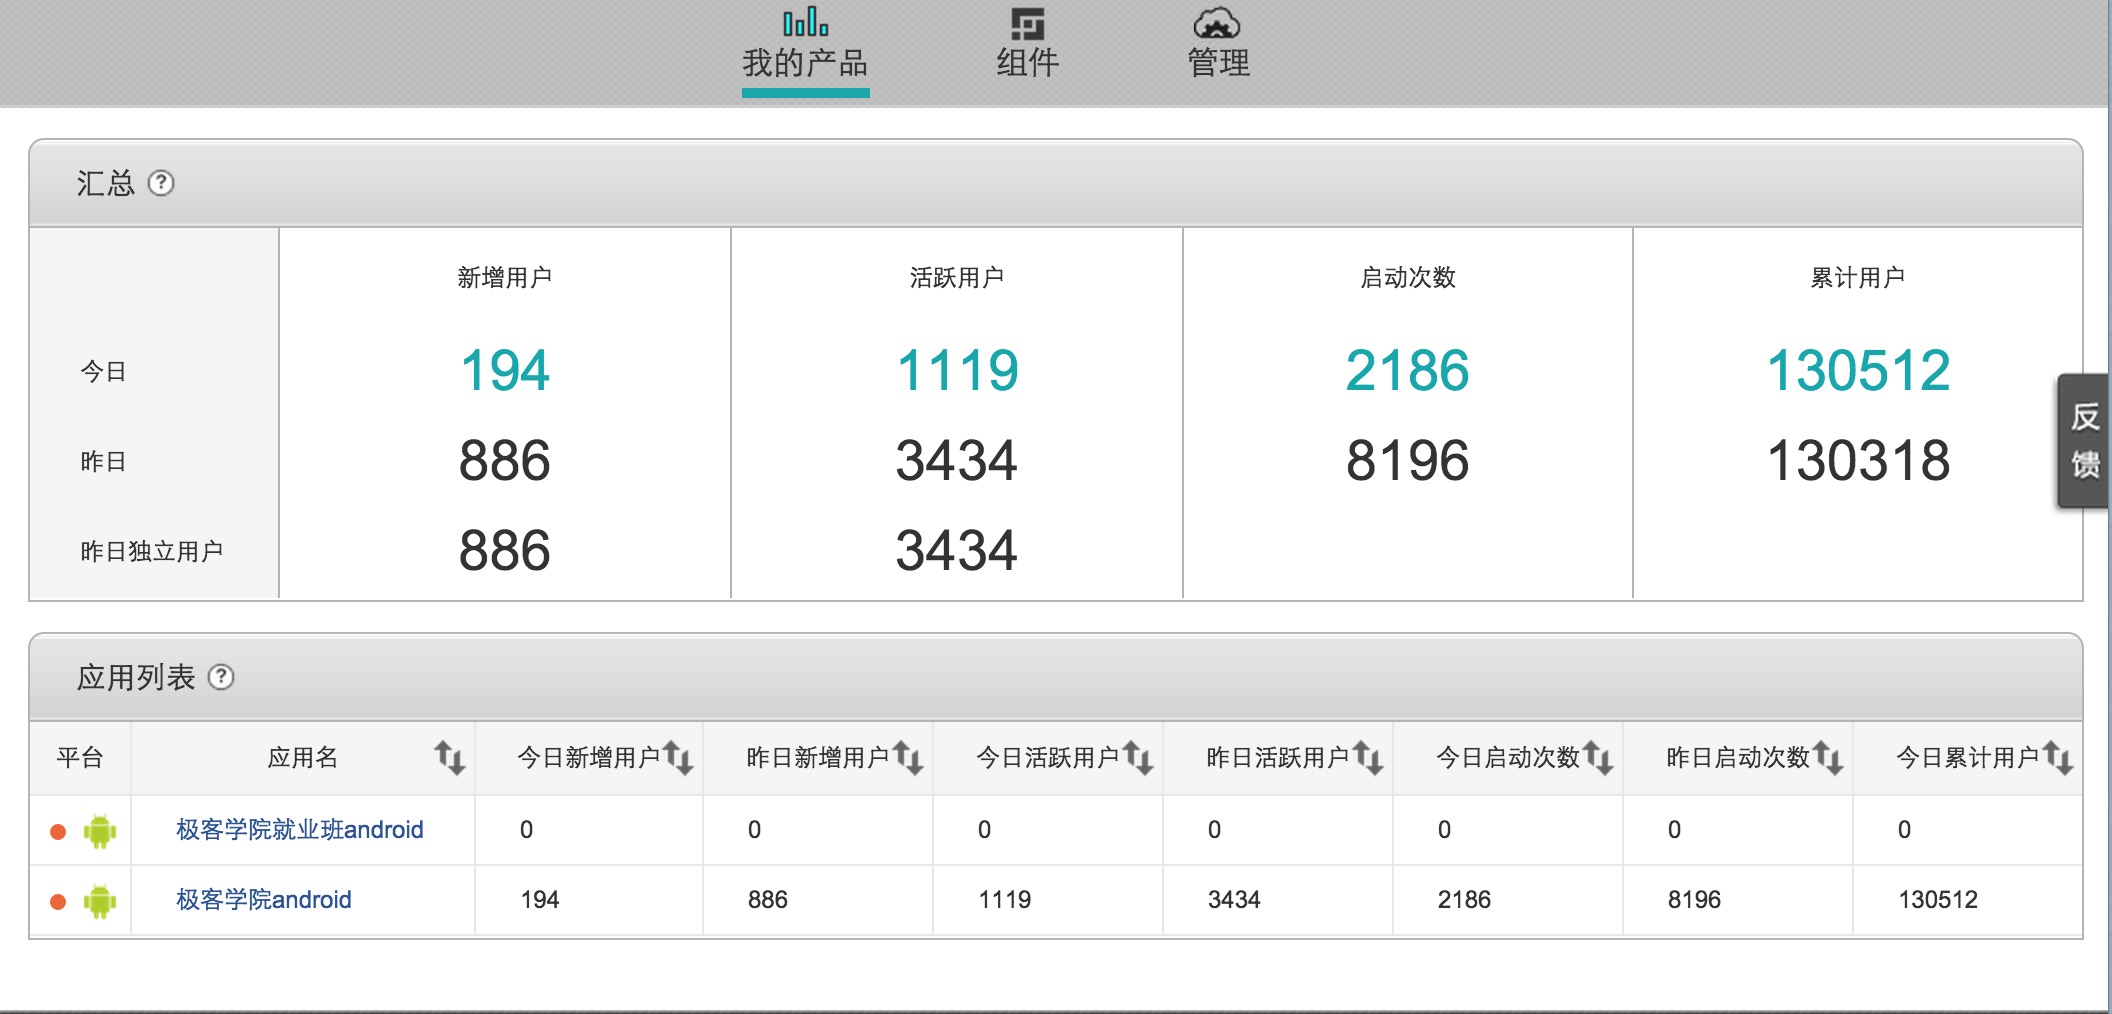 我的产品 组件 管理
汇总 ?
新增用户 活跃用户 启动次数 累计用户
今日 194 1119 2186 130512
昨日 886 3434 8196 130318
昨日独立用户 886 3434
反馈
应用列表 ?
平台 应用名 今日新增用户 昨日新增用户 今日活跃用户 昨日活跃用户 今日启动次数 昨日启动次数 今日累计用户
极客学院就业班android 0 0 0 0 0 0 0
极客学院android 194 886 1119 3434 2186 8196 130512